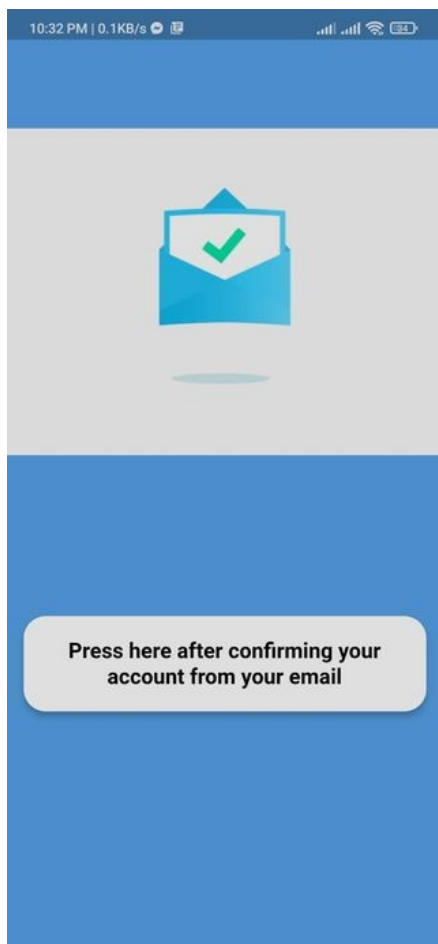 10:32 PM | 0.1KB/s
Press here after confirming your
account from your email